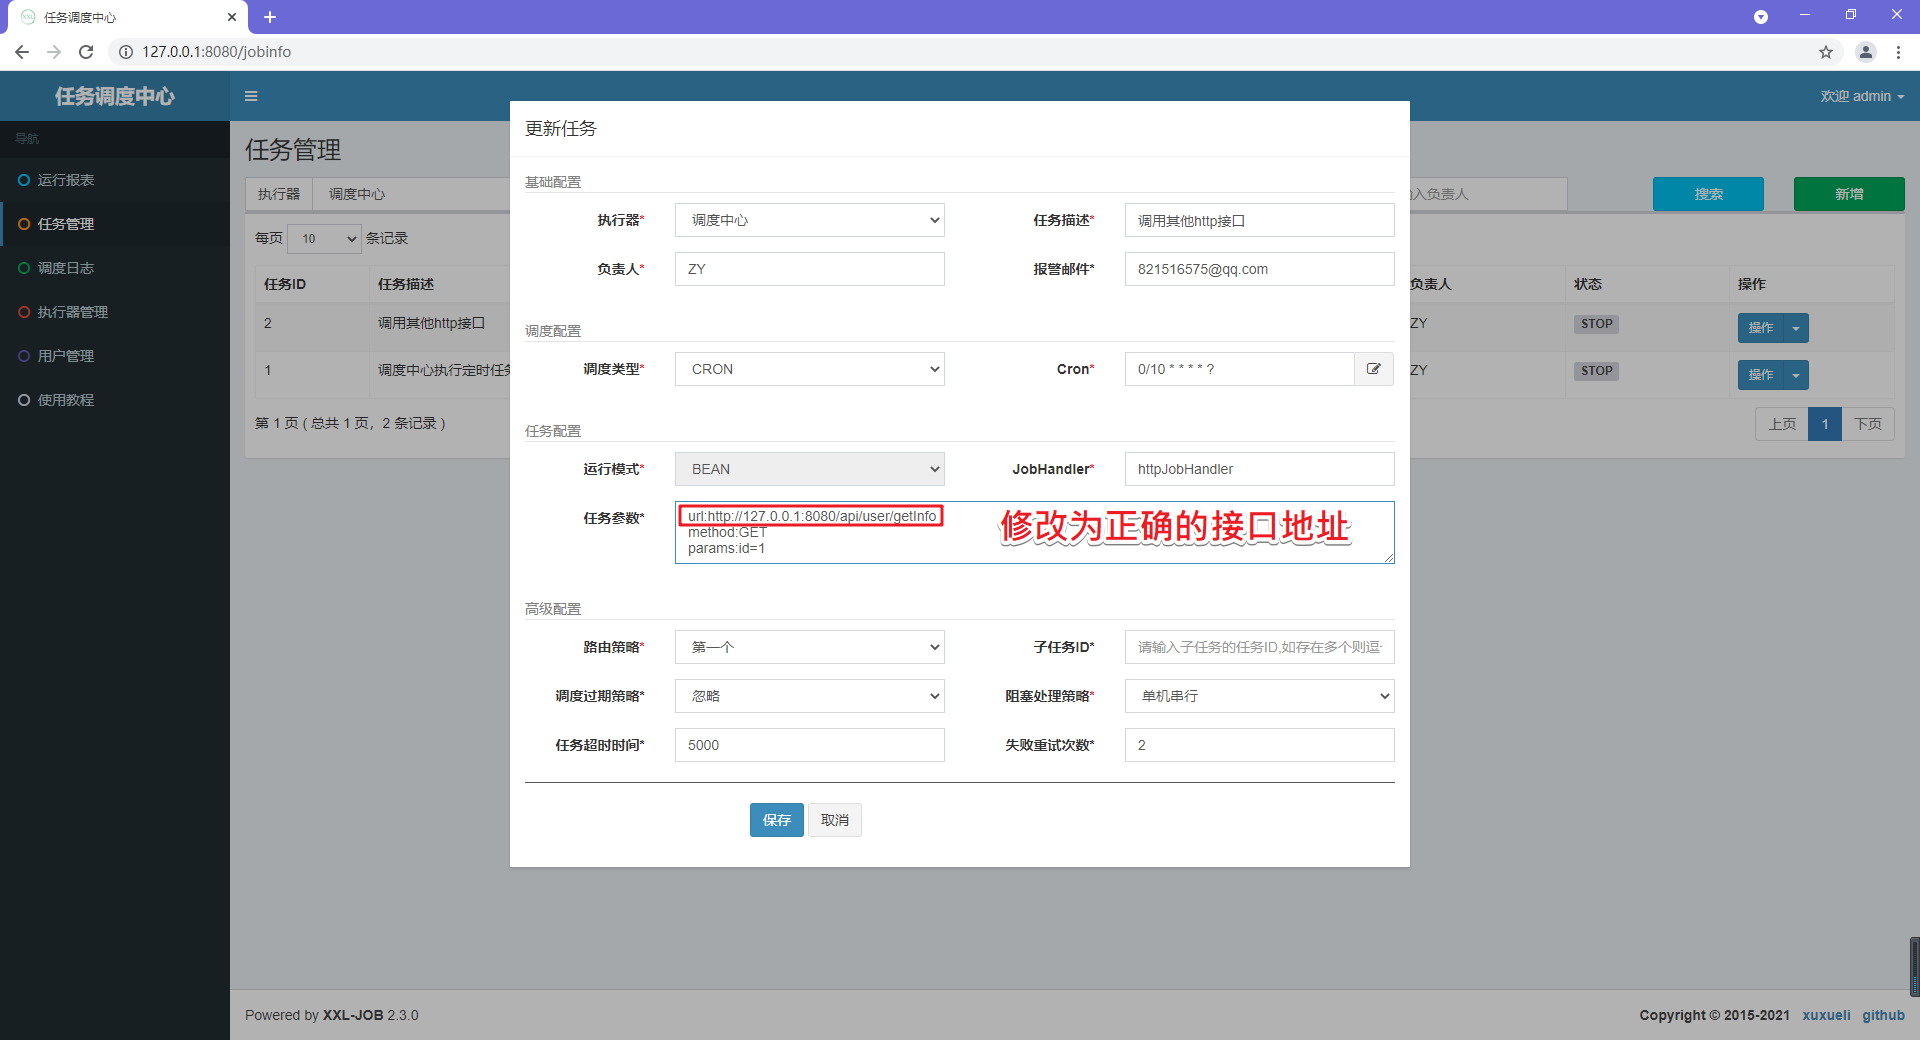 任务调度中心
127.0.0.1:8080/jobinfo
任务调度中心
欢迎 admin
导航
运行报表
任务管理
调度日志
执行器管理
用户管理
使用教程
任务管理
执行器 调度中心
入负责人 搜索 新增
每页 10 条记录
任务ID 任务描述 负责人 状态 操作
2 调用其他http接口 ZY STOP 操作
1 调度中心执行定时任务 ZY STOP 操作
第 1 页 ( 总共 1 页，2 条记录 )
上页 1 下页
更新任务
基础配置
执行器* 调度中心 任务描述* 调用其他http接口
负责人* ZY 报警邮件* 821516575@qq.com
调度配置
调度类型* CRON Cron* 0/10 * * * * ?
任务配置
运行模式* BEAN JobHandler* httpJobHandler
任务参数* url:http://127.0.0.1:8080/api/user/getInfo
method:GET
params:id=1
修改为正确的接口地址
高级配置
路由策略* 第一个 子任务ID* 请输入子任务的任务ID,如存在多个则逗
调度过期策略* 忽略 阻塞处理策略* 单机串行
任务超时时间* 5000 失败重试次数* 2
保存 取消
Powered by XXL-JOB 2.3.0
Copyright © 2015-2021 xuxueli github